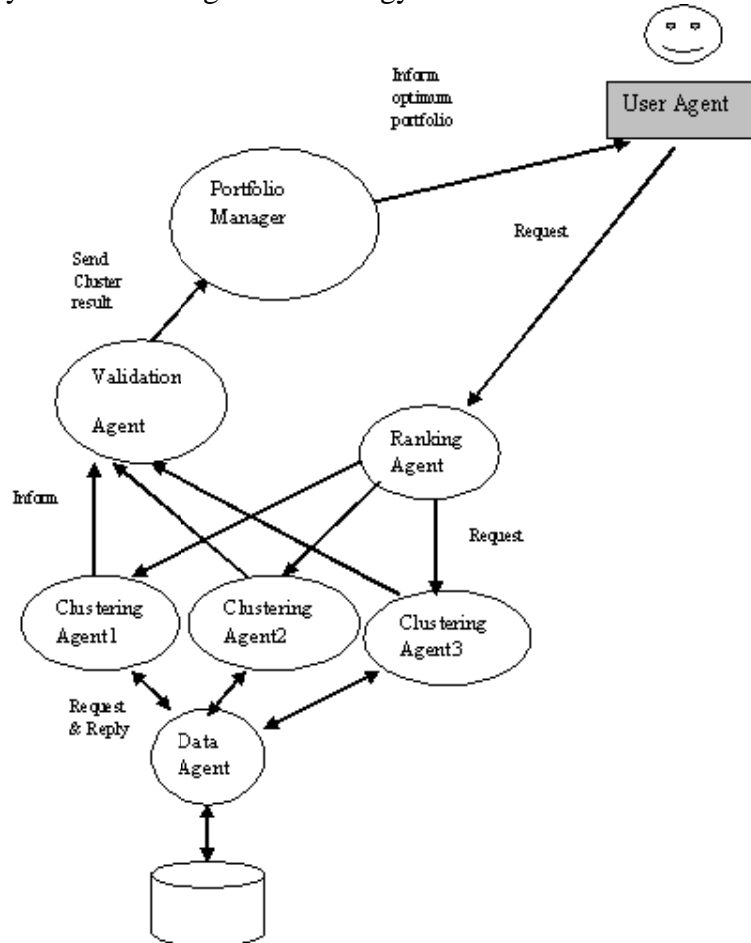 Inform
optimum
portfolio
User Agent
Portfolio
Manager
Request
Send
Cluster
result
Validation
Agent
Ranking
Agent
Inform
Request
Clustering
Agent1
Clustering
Agent2
Clustering
Agent3
Request
& Reply
Data
Agent